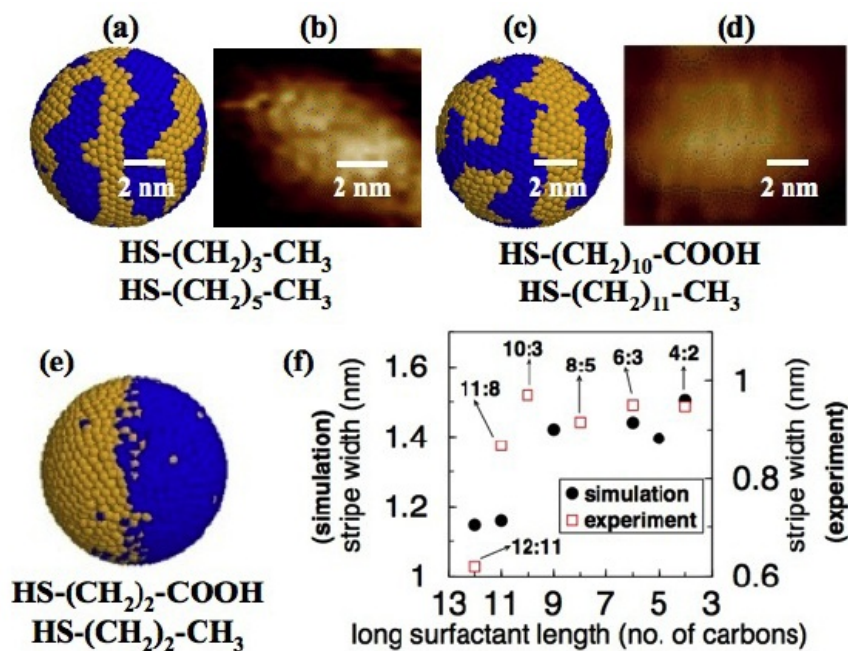 (a)
(b)
(c)
(d)
2 nm
2 nm
2 nm
2 nm
HS-(CH₂)₃-CH₃
HS-(CH₂)₅-CH₃
HS-(CH₂)₁₀-COOH
HS-(CH₂)₁₁-CH₃
(e)
HS-(CH₂)₂-COOH
HS-(CH₂)₂-CH₃
(f)
(simulation)
stripe width (nm)
1.6
1.4
1.2
1
10:3
11:8
8:5
6:3
4:2
12:11
simulation
experiment
1
0.8
0.6
stripe width (nm)
(experiment)
13 11 9 7 5 3
long surfactant length (no. of carbons)